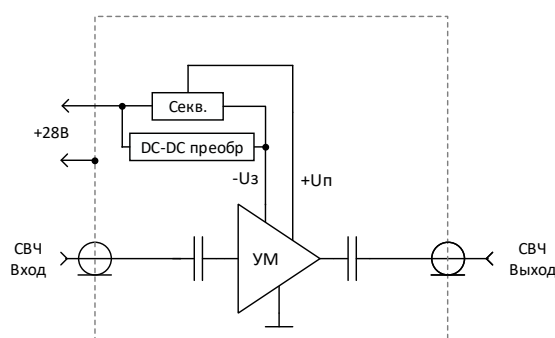 Секв.
+28В
DC-DC преобр
-Uз
+Uп
СВЧ
Вход
УМ
СВЧ
Выход